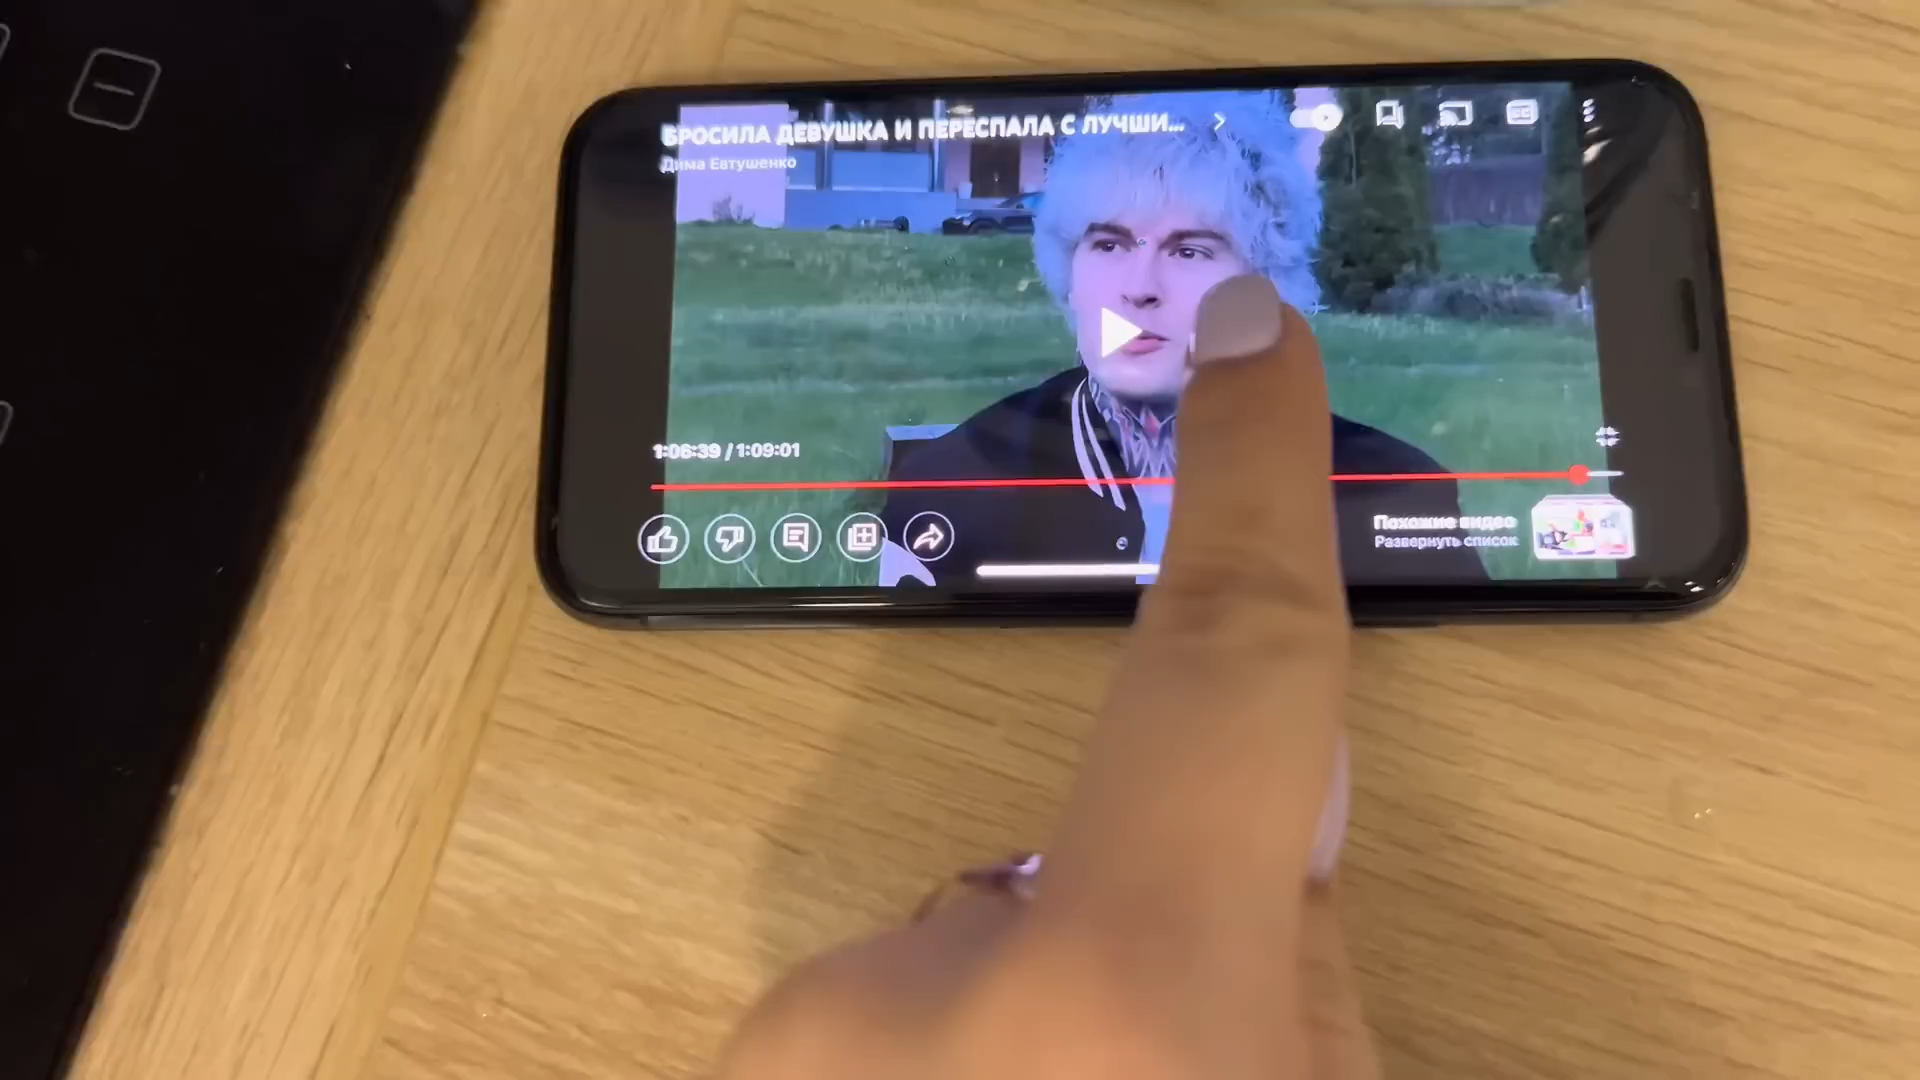 БРОСИЛА ДЕВУШКА И ПЕРЕСПАЛА С ЛУЧШИ...
Дима Евтушенко
1:06:39 / 1:09:01
Похожие видео
Развернуть список